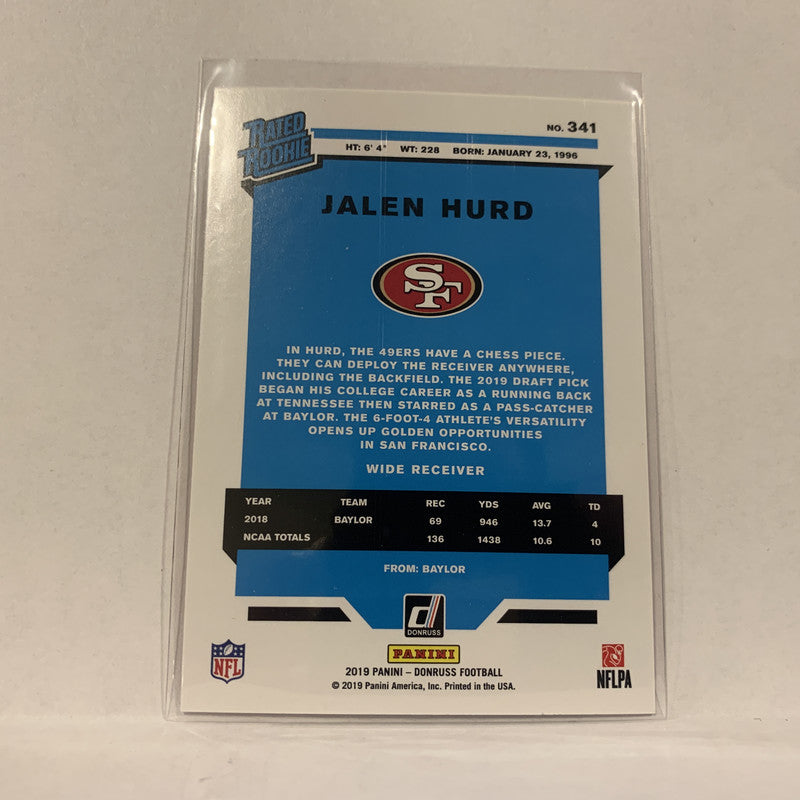 RATED ROOKIE
NO. 341
HT: 6' 4" WT: 228 BORN: JANUARY 23, 1996
JALEN HURD
SF
IN HURD, THE 49ERS HAVE A CHESS PIECE.
THEY CAN DEPLOY THE RECEIVER ANYWHERE,
INCLUDING THE BACKFIELD. THE 2019 DRAFT PICK
BEGAN HIS COLLEGE CAREER AS A RUNNING BACK
AT TENNESSEE THEN STARRED AS A PASS-CATCHER
AT BAYLOR. THE 6-FOOT-4 ATHLETE'S VERSATILITY
OPENS UP GOLDEN OPPORTUNITIES
IN SAN FRANCISCO.
WIDE RECEIVER
YEAR TEAM REC YDS AVG TD
2018 BAYLOR 69 946 13.7 4
NCAA TOTALS 136 1438 10.6 10
FROM: BAYLOR
d
DONRUSS
PANINI
NFL
2019 PANINI – DONRUSS FOOTBALL
© 2019 Panini America, Inc. Printed in the USA.
NFLPA